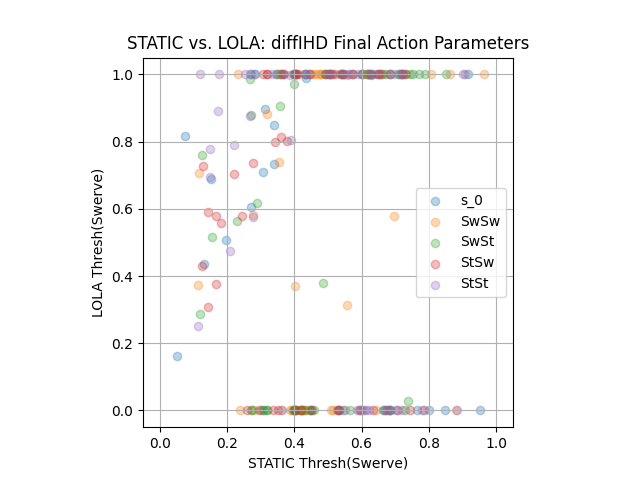 STATIC vs. LOLA: diffIHD Final Action Parameters
1.0
0.8
0.6
0.4
0.2
0.0
LOLA Thresh(Swerve)
s_0
SwSw
SwSt
StSw
StSt
0.0 0.2 0.4 0.6 0.8 1.0
STATIC Thresh(Swerve)